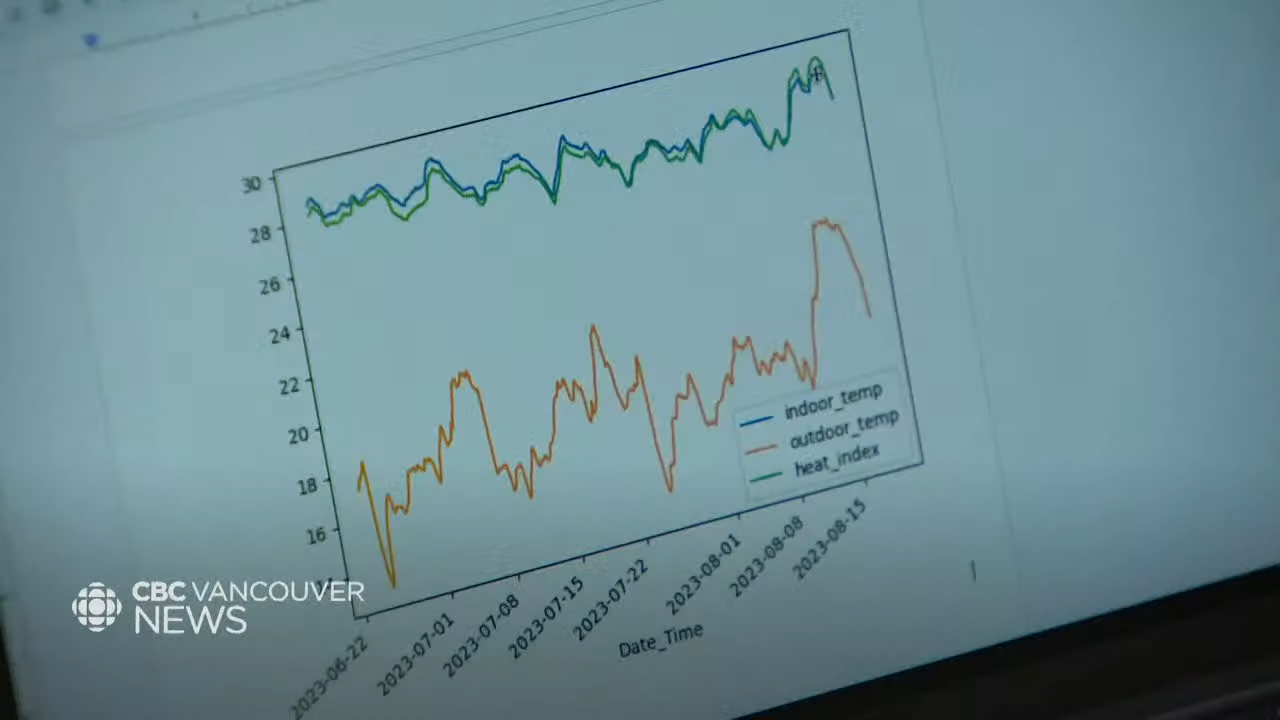 30
28
26
24
22
20
18
16
indoor_temp
outdoor_temp
heat_index
2023-06-22
2023-07-01
2023-07-08
2023-07-15
2023-07-22
2023-08-01
2023-08-08
2023-08-15
Date_Time
CBC VANCOUVER
NEWS